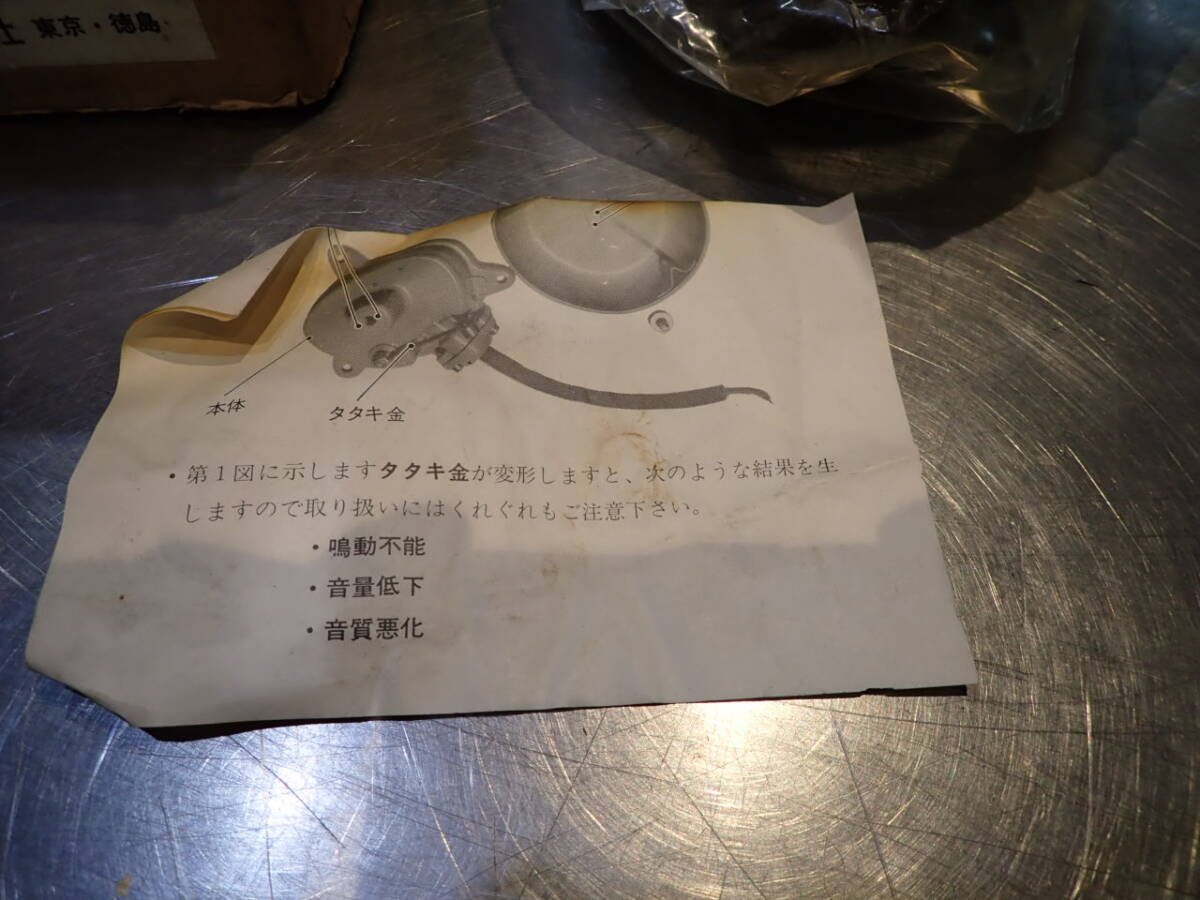 東京・徳島
本体
タタキ金
・第1図に示しますタタキ金が変形しますと、次のような結果を生
しますので取り扱いにはくれぐれもご注意下さい。
・鳴動不能
・音量低下
・音質悪化